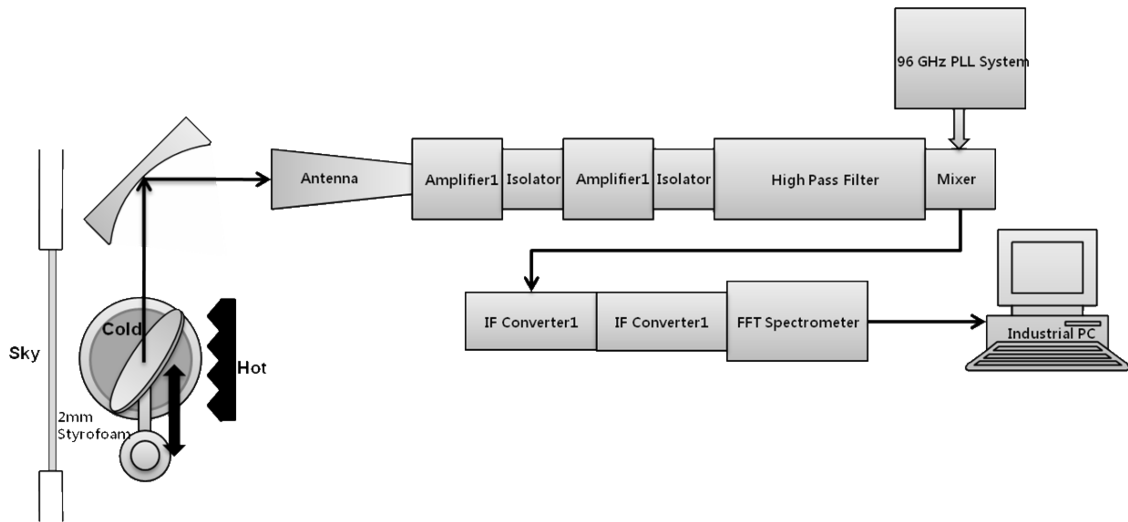 96 GHz PLL System
Antenna
Amplifier1
Isolator
Amplifier1
Isolator
High Pass Filter
Mixer
Cold
Sky
Hot
2mm
Styrofoam
IF Converter1
IF Converter1
FFT Spectrometer
Industrial PC